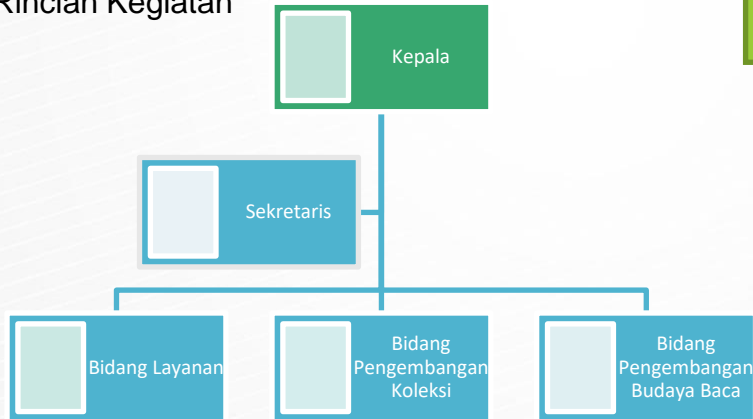 Rincian Kegiatan
Kepala
Sekretaris
Bidang Layanan
Bidang
Pengembangan
Koleksi
Bidang
Pengembangan
Budaya Baca